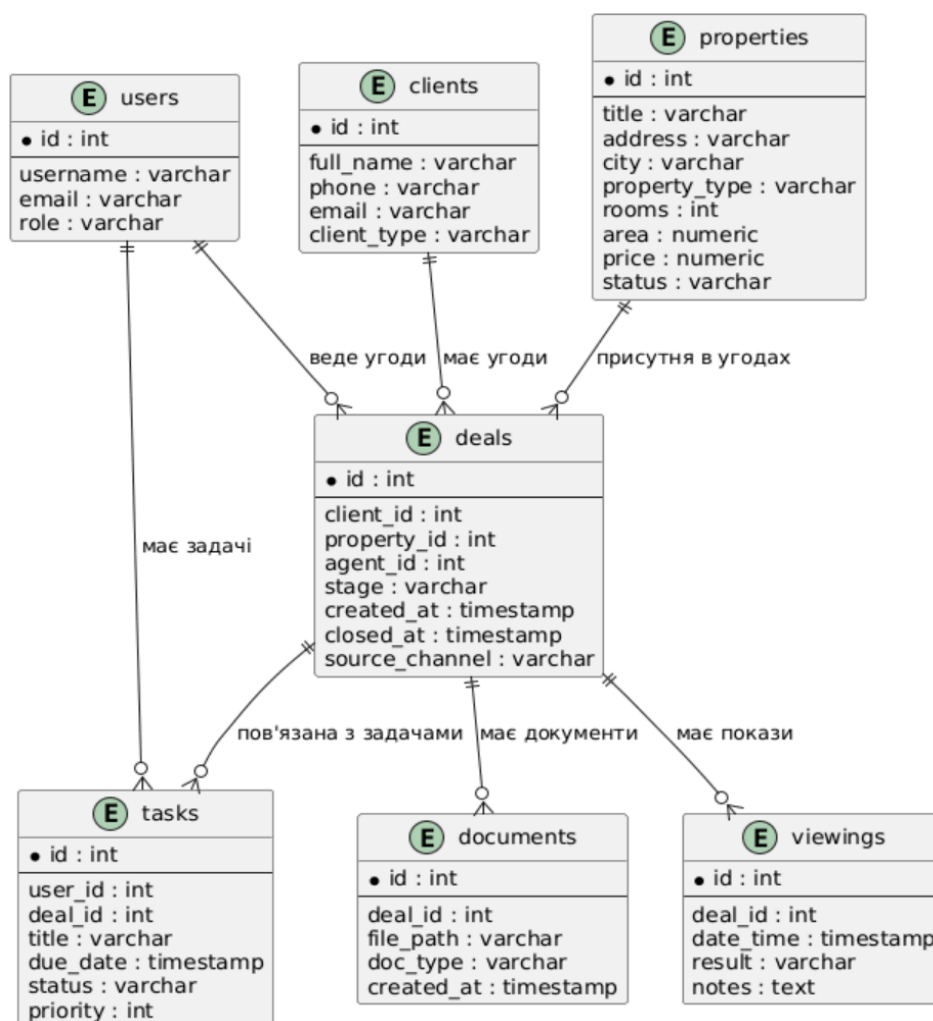 E users
id : int
username : varchar
email : varchar
role : varchar
E clients
id : int
full_name : varchar
phone : varchar
email : varchar
client_type : varchar
E properties
id : int
title : varchar
address : varchar
city : varchar
property_type : varchar
rooms : int
area : numeric
price : numeric
status : varchar
веде угоди
має угоди
присутня в угодах
E deals
id : int
client_id : int
property_id : int
agent_id : int
stage : varchar
created_at : timestamp
closed_at : timestamp
source_channel : varchar
має задачі
пов'язана з задачами
має документи
має покази
E tasks
id : int
user_id : int
deal_id : int
title : varchar
due_date : timestamp
status : varchar
priority : int
E documents
id : int
deal_id : int
file_path : varchar
doc_type : varchar
created_at : timestamp
E viewings
id : int
deal_id : int
date_time : timestamp
result : varchar
notes : text